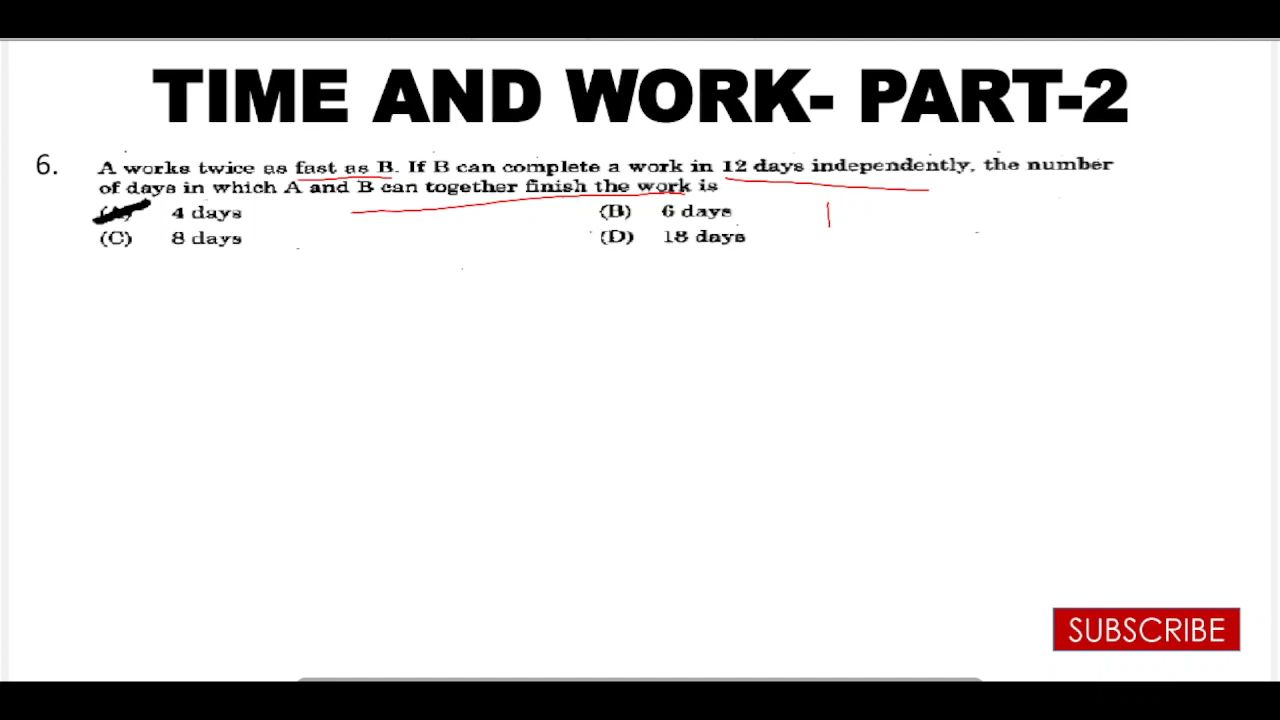 TIME AND WORK- PART-2
6. A works twice as fast as B. If B can complete a work in 12 days independently, the number
of days in which A and B can together finish the work is
(A) 4 days (B) 6 days
(C) 8 days (D) 18 days
SUBSCRIBE